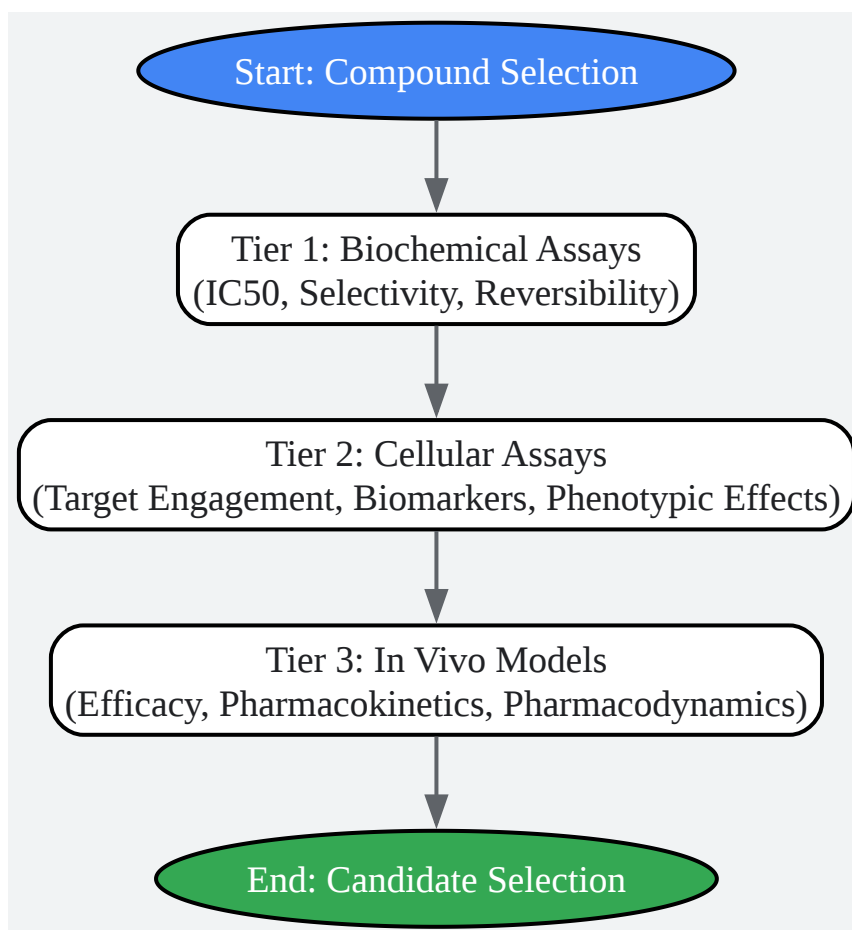 Start: Compound Selection
Tier 1: Biochemical Assays
(IC50, Selectivity, Reversibility)
Tier 2: Cellular Assays
(Target Engagement, Biomarkers, Phenotypic Effects)
Tier 3: In Vivo Models
(Efficacy, Pharmacokinetics, Pharmacodynamics)
End: Candidate Selection